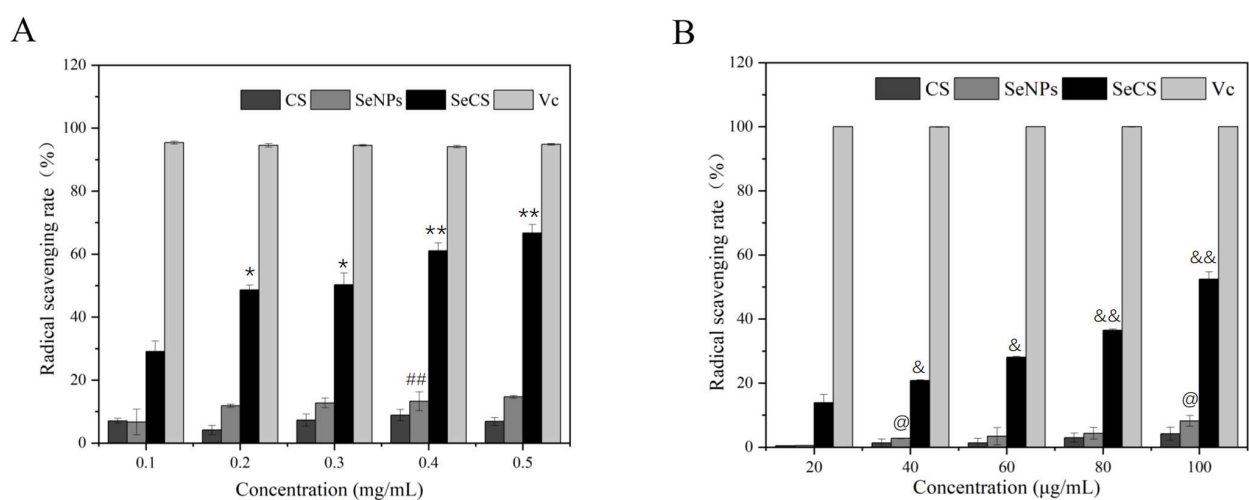 A
120
100
80
60
40
20
0
Radical scavenging rate（%）
CS SeNPs SeCS Vc
*
*
**
**
##
0.1 0.2 0.3 0.4 0.5
Concentration (mg/mL)
B
120
100
80
60
40
20
0
Radical scavenging rate（%）
CS SeNPs SeCS Vc
&
&
&&
&&
@
@
20 40 60 80 100
Concentration (μg/mL)